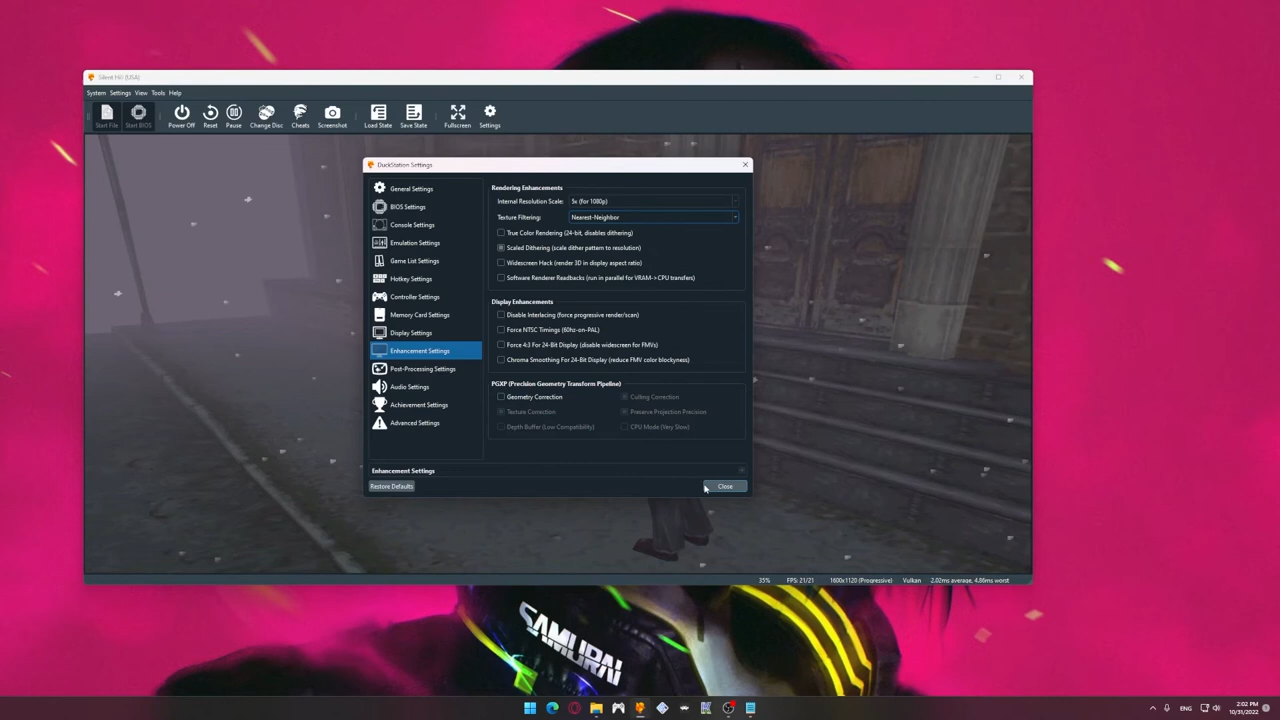 Silent Hill (USA)
System Settings View Tools Help
Start File Start BIOS Power Off Reset Pause Change Disc Cheats Screenshot Load State Save State Fullscreen Settings
DuckStation Settings
General Settings
BIOS Settings
Console Settings
Emulation Settings
Game List Settings
Hotkey Settings
Controller Settings
Memory Card Settings
Display Settings
Enhancement Settings
Post-Processing Settings
Audio Settings
Achievement Settings
Advanced Settings
Rendering Enhancements
Internal Resolution Scale: 5x (for 1080p)
Texture Filtering: Nearest-Neighbor
True Color Rendering (24-bit, disables dithering)
Scaled Dithering (scale dither pattern to resolution)
Widescreen Hack (render 3D in display aspect ratio)
Software Renderer Readbacks (run in parallel for VRAM->CPU transfers)
Display Enhancements
Disable Interlacing (force progressive render/scan)
Force NTSC Timings (60hz-on-PAL)
Force 4:3 For 24-Bit Display (disable widescreen for FMVs)
Chroma Smoothing For 24-Bit Display (reduce FMV color blockyness)
PGXP (Precision Geometry Transform Pipeline)
Geometry Correction Culling Correction
Texture Correction Preserve Projection Precision
Depth Buffer (Low Compatibility) CPU Mode (Very Slow)
Enhancement Settings
Restore Defaults Close
35% FPS: 21/21 1600x1120 (Progressive) Vulkan 2.02ms average, 4.86ms worst
SAMURAI
ENG 2:02 PM
10/31/2022